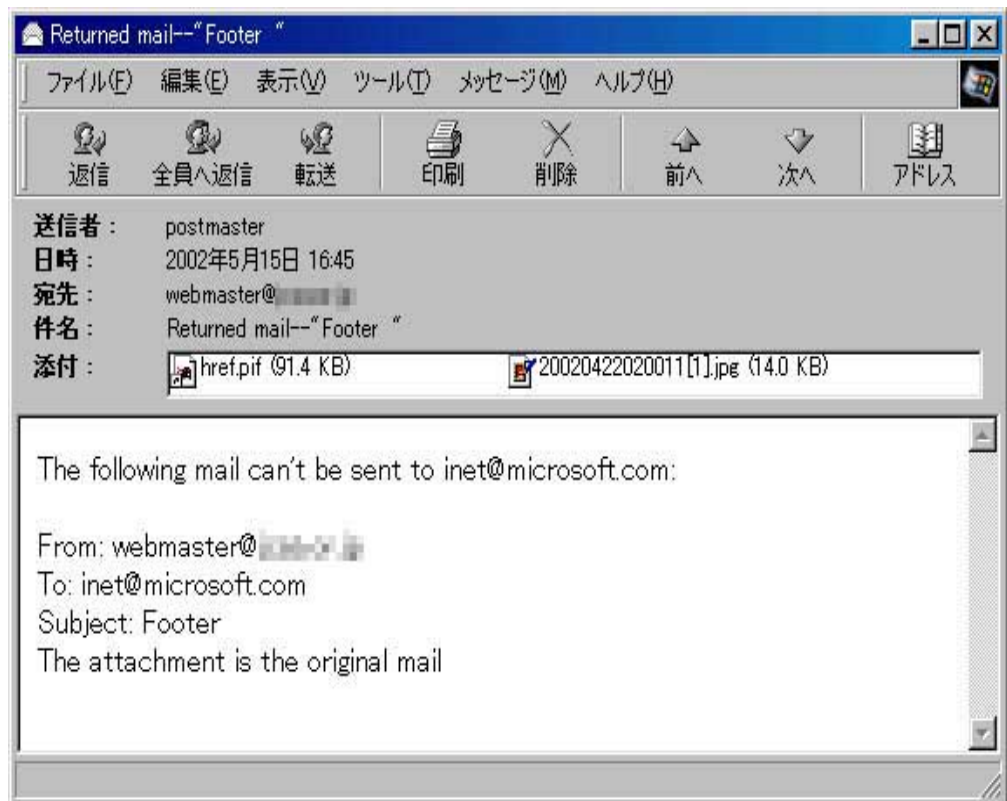 Returned mail--"Footer "
ファイル(F) 編集(E) 表示(V) ツール(T) メッセージ(M) ヘルプ(H)
返信 全員へ返信 転送 印刷 削除 前へ 次へ アドレス
送信者： postmaster
日時： 2002年5月15日 16:45
宛先： webmaster@
件名： Returned mail--"Footer "
添付： href.pif (91.4 KB) 20020422020011[1].jpg (14.0 KB)
The following mail can't be sent to inet@microsoft.com:
From: webmaster@
To: inet@microsoft.com
Subject: Footer
The attachment is the original mail